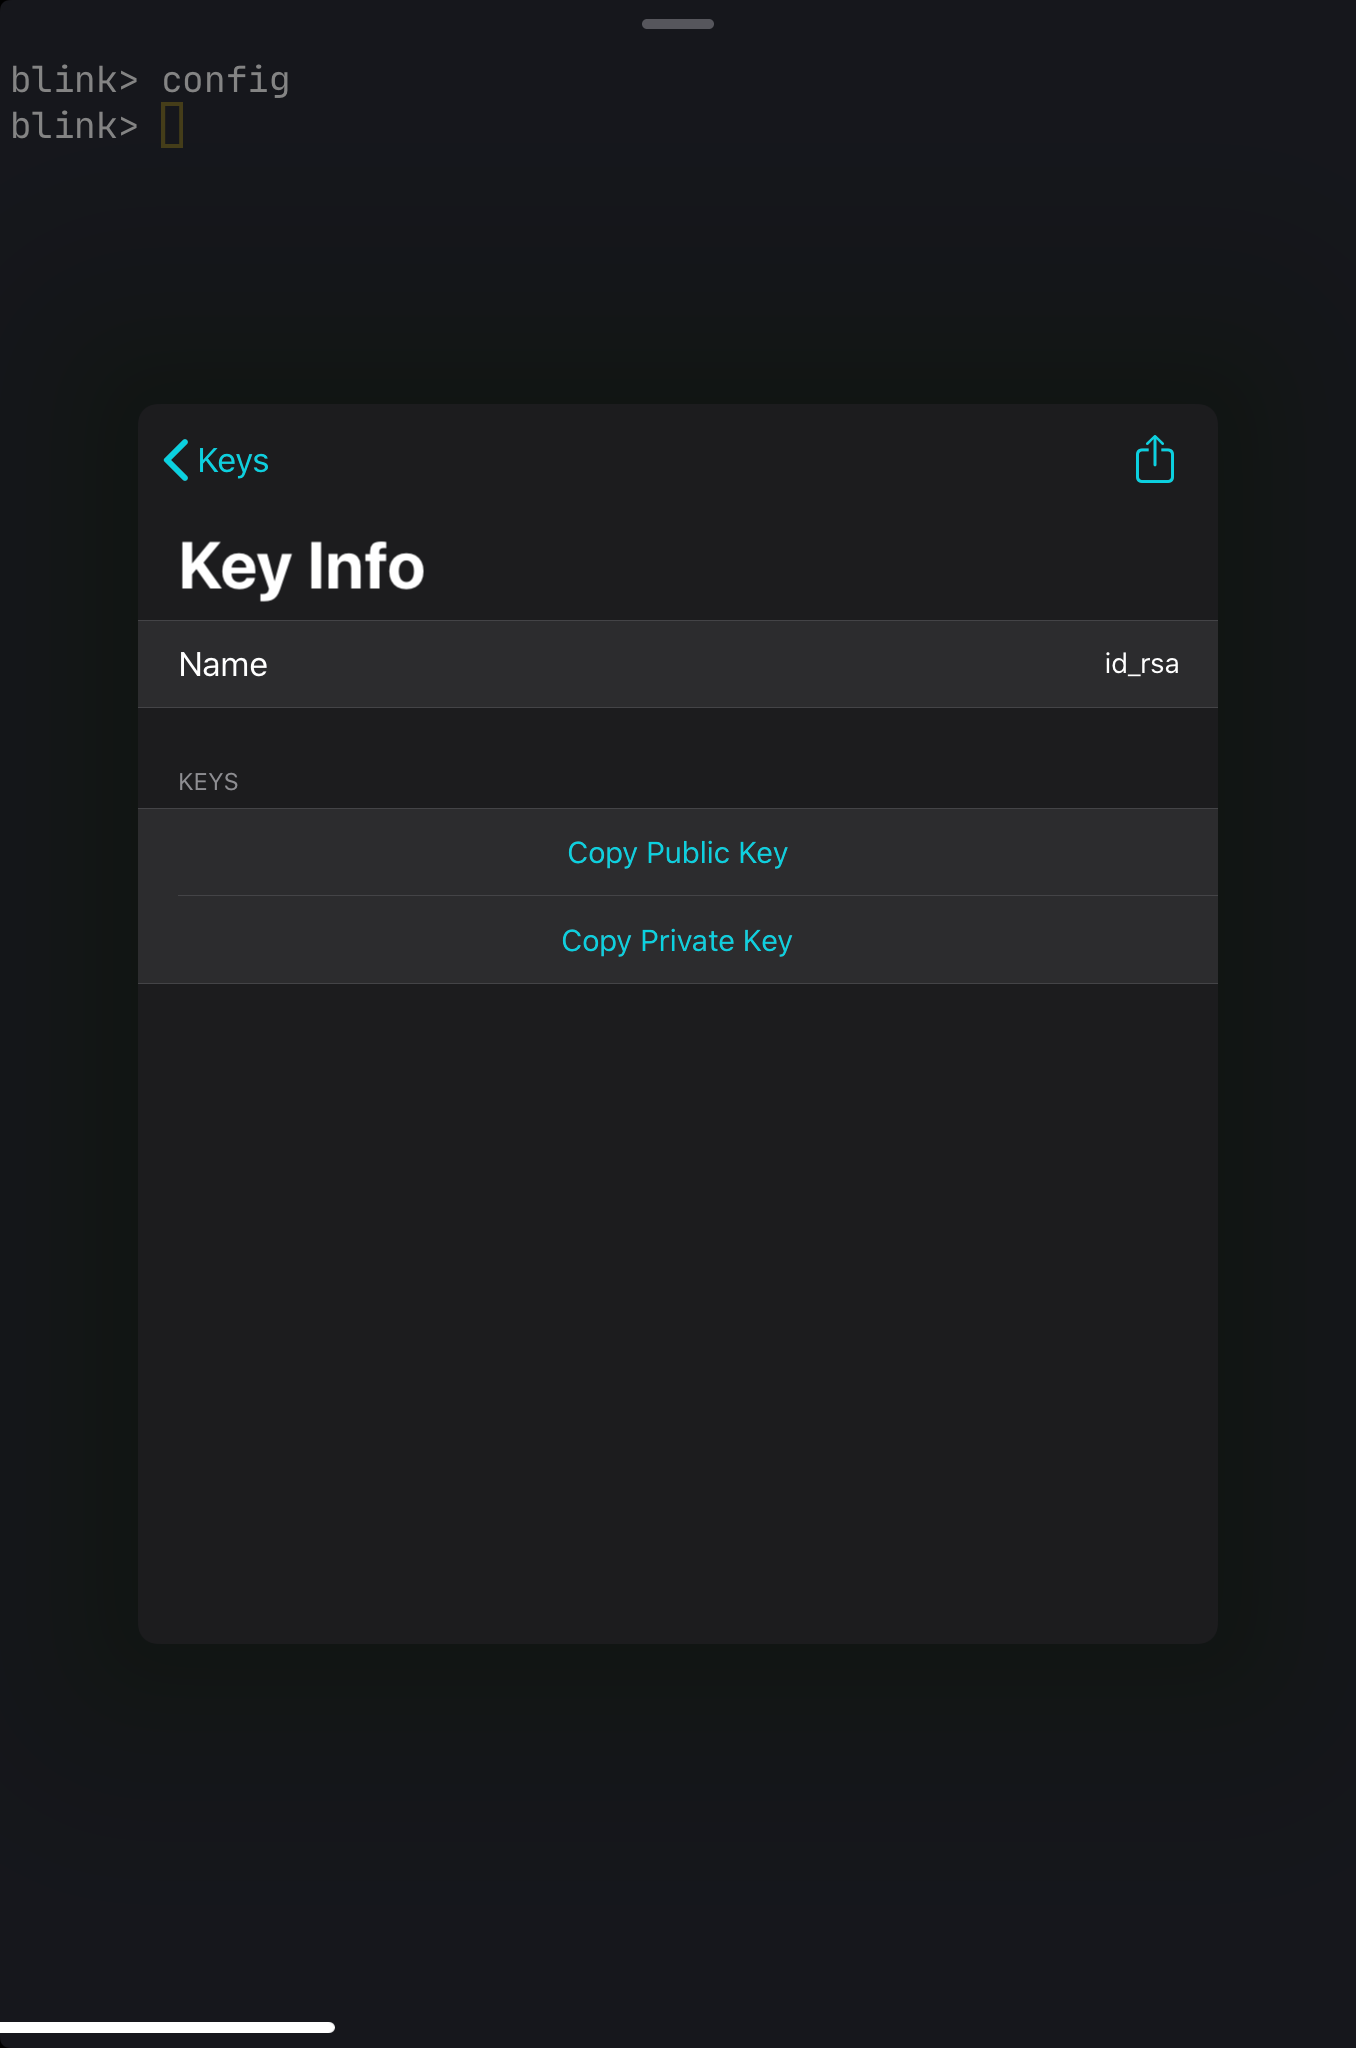 blink> config
blink>
Keys
Key Info
Name id_rsa
KEYS
Copy Public Key
Copy Private Key